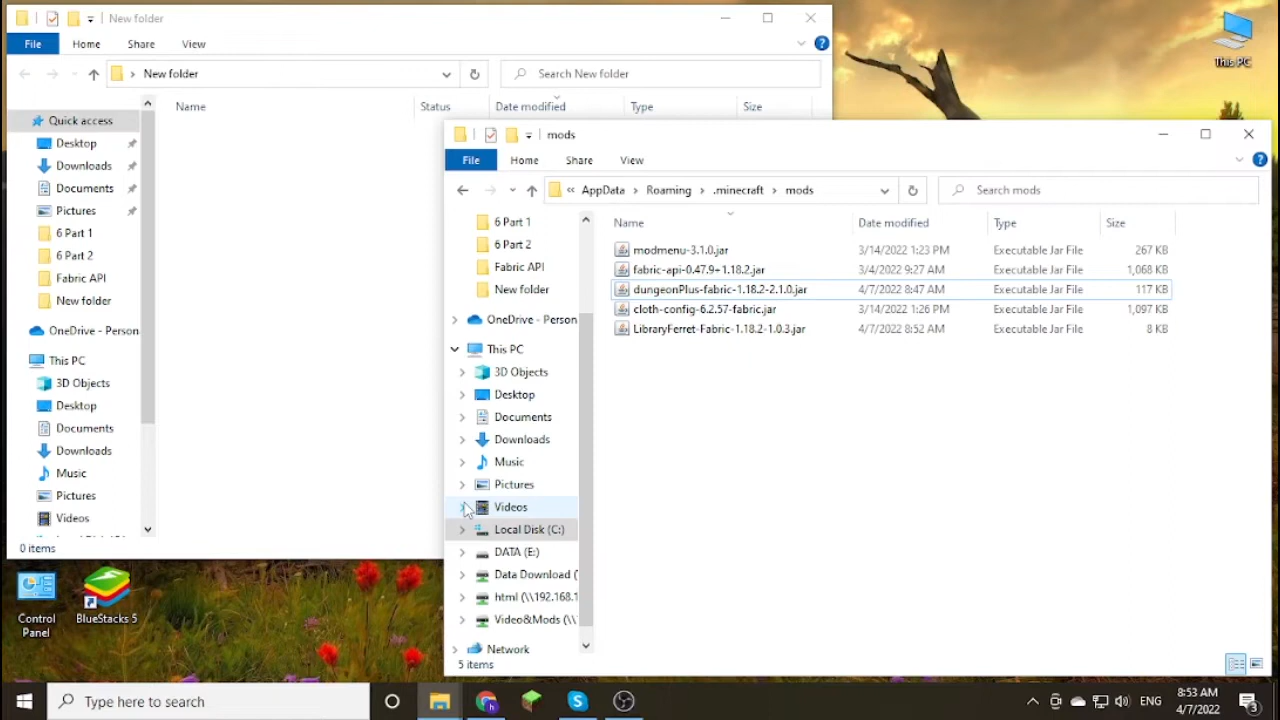 New folder
File Home Share View
New folder
Search New folder
Name Status Date modified Type Size
Quick access
Desktop
Downloads
Documents
Pictures
6 Part 1
6 Part 2
Fabric API
New folder
OneDrive - Person
This PC
3D Objects
Desktop
Documents
Downloads
Music
Pictures
Videos
0 items
This PC
mods
File Home Share View
« AppData > Roaming > .minecraft > mods
Search mods
6 Part 1
6 Part 2
Fabric API
New folder
OneDrive - Person
This PC
3D Objects
Desktop
Documents
Downloads
Music
Pictures
Videos
Local Disk (C:)
DATA (E:)
Data Download (
html (\\192.168.1
Video&Mods (\\
Network
Name Date modified Type Size
modmenu-3.1.0.jar 3/14/2022 1:23 PM Executable Jar File 267 KB
fabric-api-0.47.9+1.18.2.jar 3/4/2022 9:27 AM Executable Jar File 1,068 KB
dungeonPlus-fabric-1.18.2-2.1.0.jar 4/7/2022 8:47 AM Executable Jar File 117 KB
cloth-config-6.2.57-fabric.jar 3/14/2022 1:26 PM Executable Jar File 1,097 KB
LibraryFerret-Fabric-1.18.2-1.0.3.jar 4/7/2022 8:52 AM Executable Jar File 8 KB
5 items
Control
Panel
BlueStacks 5
Type here to search
ENG
8:53 AM
4/7/2022
3